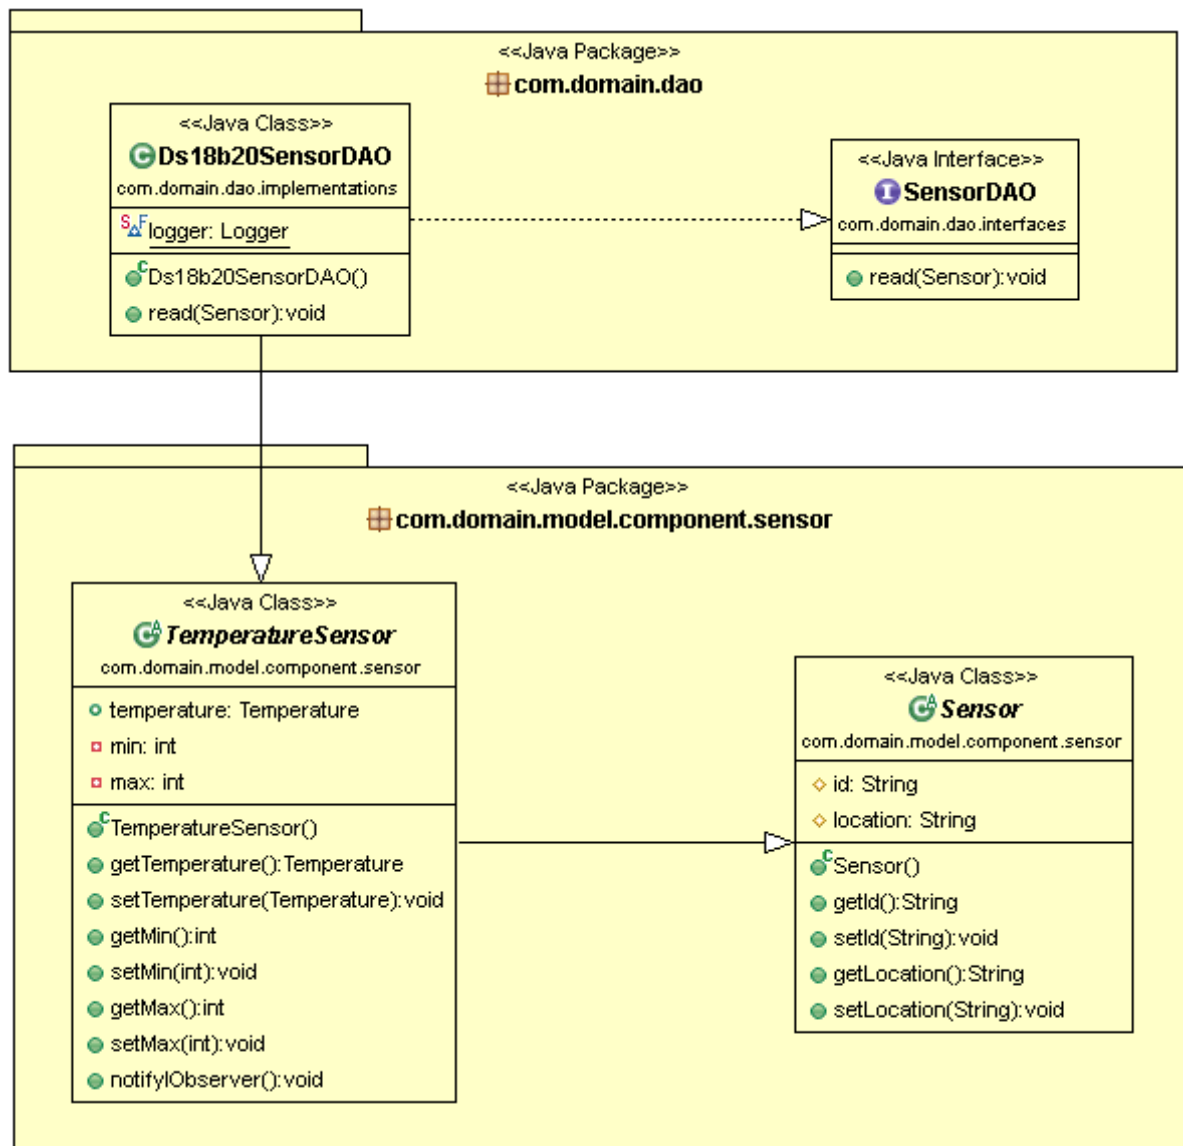 <<Java Package>>
com.domain.dao
<<Java Class>>
C Ds18b20SensorDAO
com.domain.dao.implementations
S F logger: Logger
C Ds18b20SensorDAO()
read(Sensor):void
<<Java Interface>>
I SensorDAO
com.domain.dao.interfaces
read(Sensor):void
<<Java Package>>
com.domain.model.component.sensor
<<Java Class>>
C A TemperatureSensor
com.domain.model.component.sensor
temperature: Temperature
min: int
max: int
C TemperatureSensor()
getTemperature():Temperature
setTemperature(Temperature):void
getMin():int
setMin(int):void
getMax():int
setMax(int):void
notifyIObserver():void
<<Java Class>>
C A Sensor
com.domain.model.component.sensor
id: String
location: String
C Sensor()
getId():String
setId(String):void
getLocation():String
setLocation(String):void